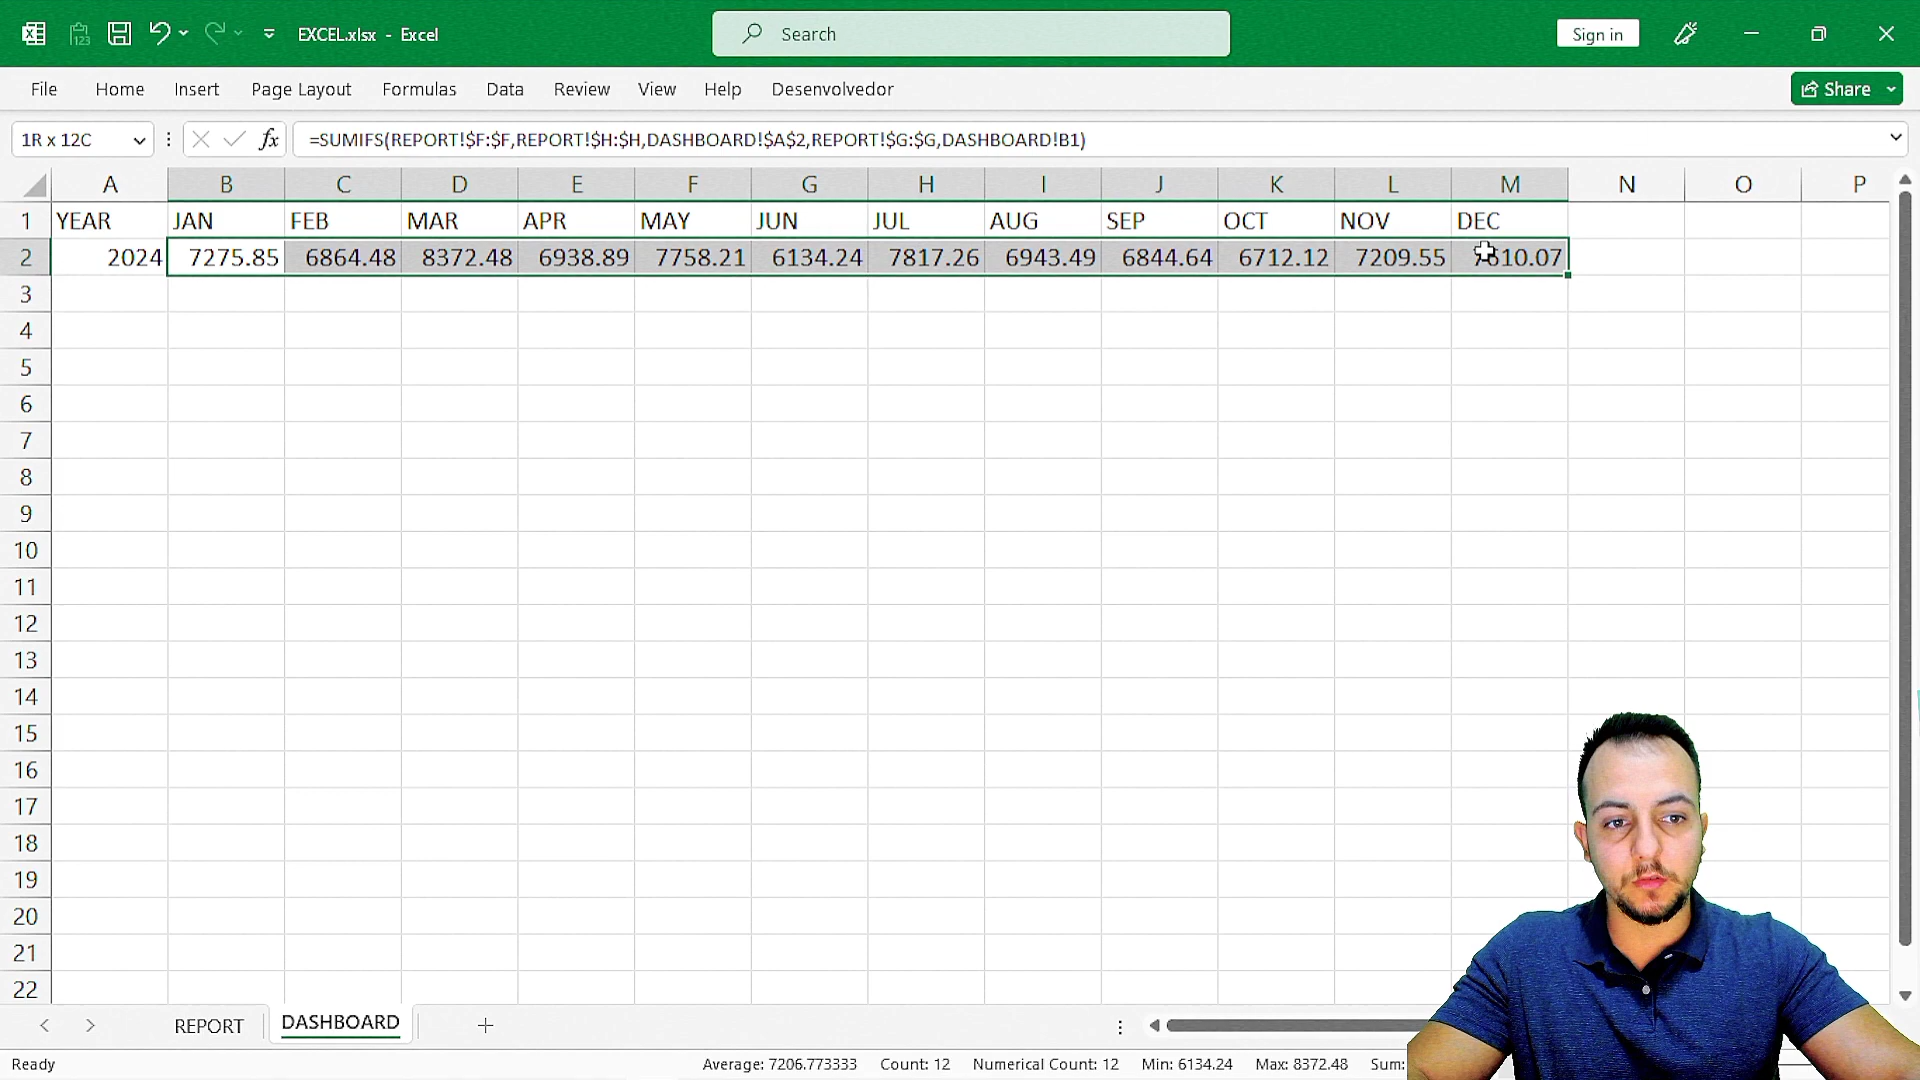 EXCEL.xlsx - Excel
Search
Sign in
File Home Insert Page Layout Formulas Data Review View Help Desenvolvedor
Share
1R x 12C
fx
=SUMIFS(REPORT!$F:$F,REPORT!$H:$H,DASHBOARD!$A$2,REPORT!$G:$G,DASHBOARD!B1)
A B C D E F G H I J K L M N O P
1 YEAR JAN FEB MAR APR MAY JUN JUL AUG SEP OCT NOV DEC
2 2024 7275.85 6864.48 8372.48 6938.89 7758.21 6134.24 7817.26 6943.49 6844.64 6712.12 7209.55
3
4
5
6
7
8
9
10
11
12
13
14
15
16
17
18
19
20
21
22
REPORT DASHBOARD
Ready Average: 7206.773333 Count: 12 Numerical Count: 12 Min: 6134.24 Max: 8372.48 Sum: